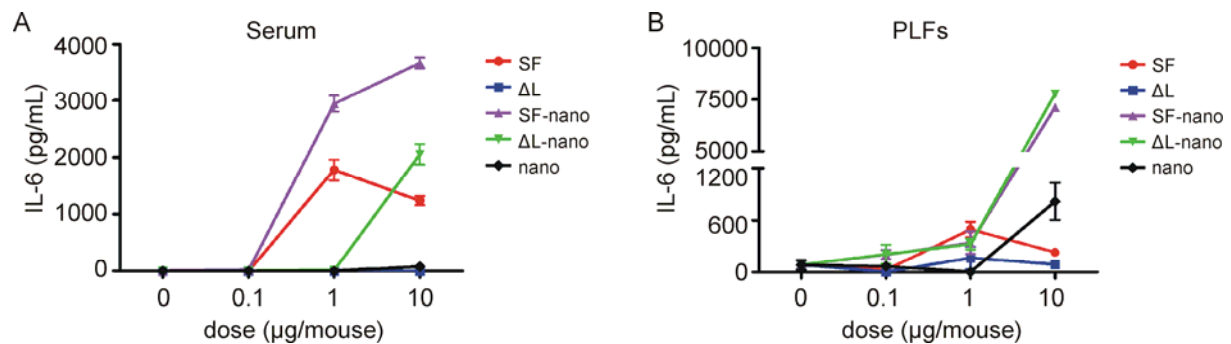 A
Serum
IL-6 (pg/mL)
4000
3000
2000
1000
0
0 0.1 1 10
dose (µg/mouse)
SF
ΔL
SF-nano
ΔL-nano
nano
B
PLFs
IL-6 (pg/mL)
10000
7500
5000
1200
600
0
0 0.1 1 10
dose (µg/mouse)
SF
ΔL
SF-nano
ΔL-nano
nano